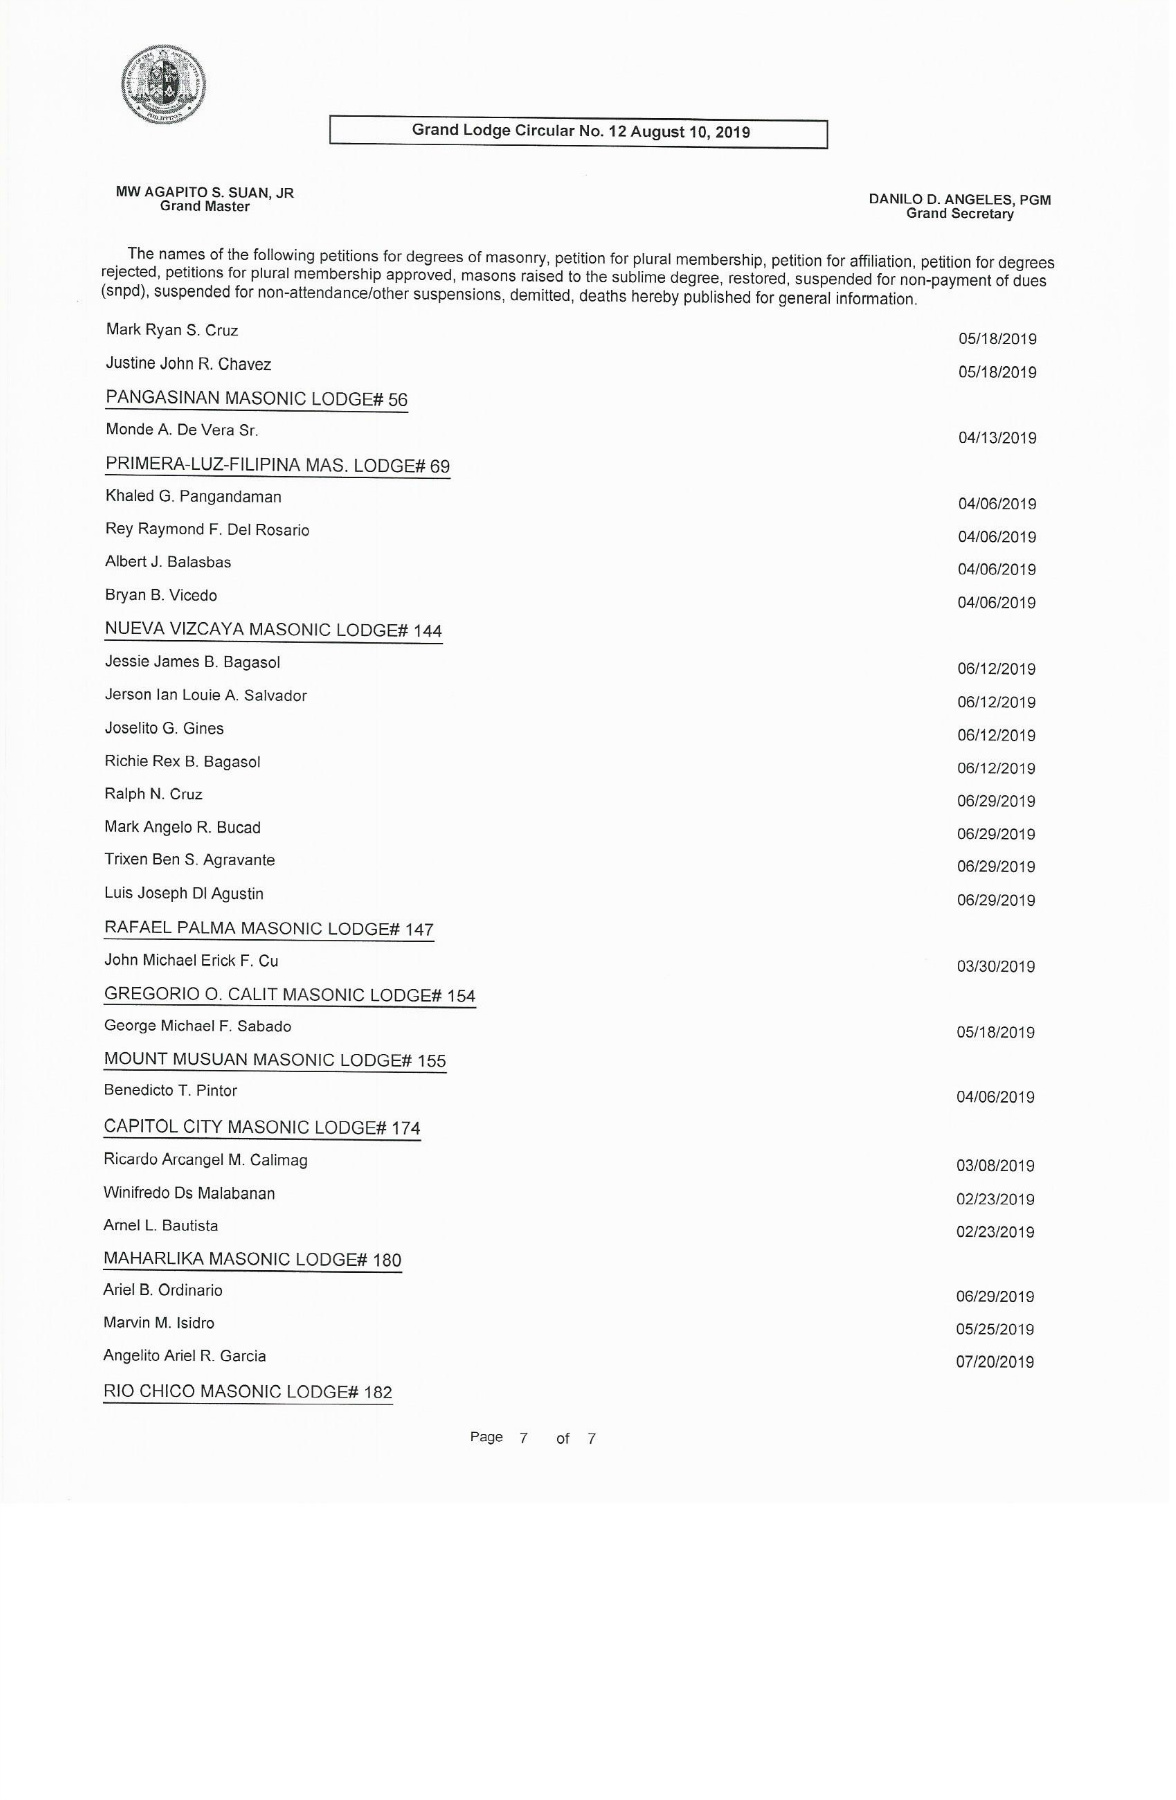 Grand Lodge Circular No. 12 August 10, 2019
MW AGAPITO S. SUAN, JR
Grand Master
DANILO D. ANGELES, PGM
Grand Secretary
The names of the following petitions for degrees of masonry, petition for plural membership, petition for affiliation, petition for degrees
rejected, petitions for plural membership approved, masons raised to the sublime degree, restored, suspended for non-payment of dues
(snpd), suspended for non-attendance/other suspensions, demitted, deaths hereby published for general information.
Mark Ryan S. Cruz 05/18/2019
Justine John R. Chavez 05/18/2019
PANGASINAN MASONIC LODGE# 56
Monde A. De Vera Sr. 04/13/2019
PRIMERA-LUZ-FILIPINA MAS. LODGE# 69
Khaled G. Pangandaman 04/06/2019
Rey Raymond F. Del Rosario 04/06/2019
Albert J. Balasbas 04/06/2019
Bryan B. Vicedo 04/06/2019
NUEVA VIZCAYA MASONIC LODGE# 144
Jessie James B. Bagasol 06/12/2019
Jerson Ian Louie A. Salvador 06/12/2019
Joselito G. Gines 06/12/2019
Richie Rex B. Bagasol 06/12/2019
Ralph N. Cruz 06/29/2019
Mark Angelo R. Bucad 06/29/2019
Trixen Ben S. Agravante 06/29/2019
Luis Joseph Dl Agustin 06/29/2019
RAFAEL PALMA MASONIC LODGE# 147
John Michael Erick F. Cu 03/30/2019
GREGORIO O. CALIT MASONIC LODGE# 154
George Michael F. Sabado 05/18/2019
MOUNT MUSUAN MASONIC LODGE# 155
Benedicto T. Pintor 04/06/2019
CAPITOL CITY MASONIC LODGE# 174
Ricardo Arcangel M. Calimag 03/08/2019
Winifredo Ds Malabanan 02/23/2019
Arnel L. Bautista 02/23/2019
MAHARLIKA MASONIC LODGE# 180
Ariel B. Ordinario 06/29/2019
Marvin M. Isidro 05/25/2019
Angelito Ariel R. Garcia 07/20/2019
RIO CHICO MASONIC LODGE# 182
Page 7 of 7